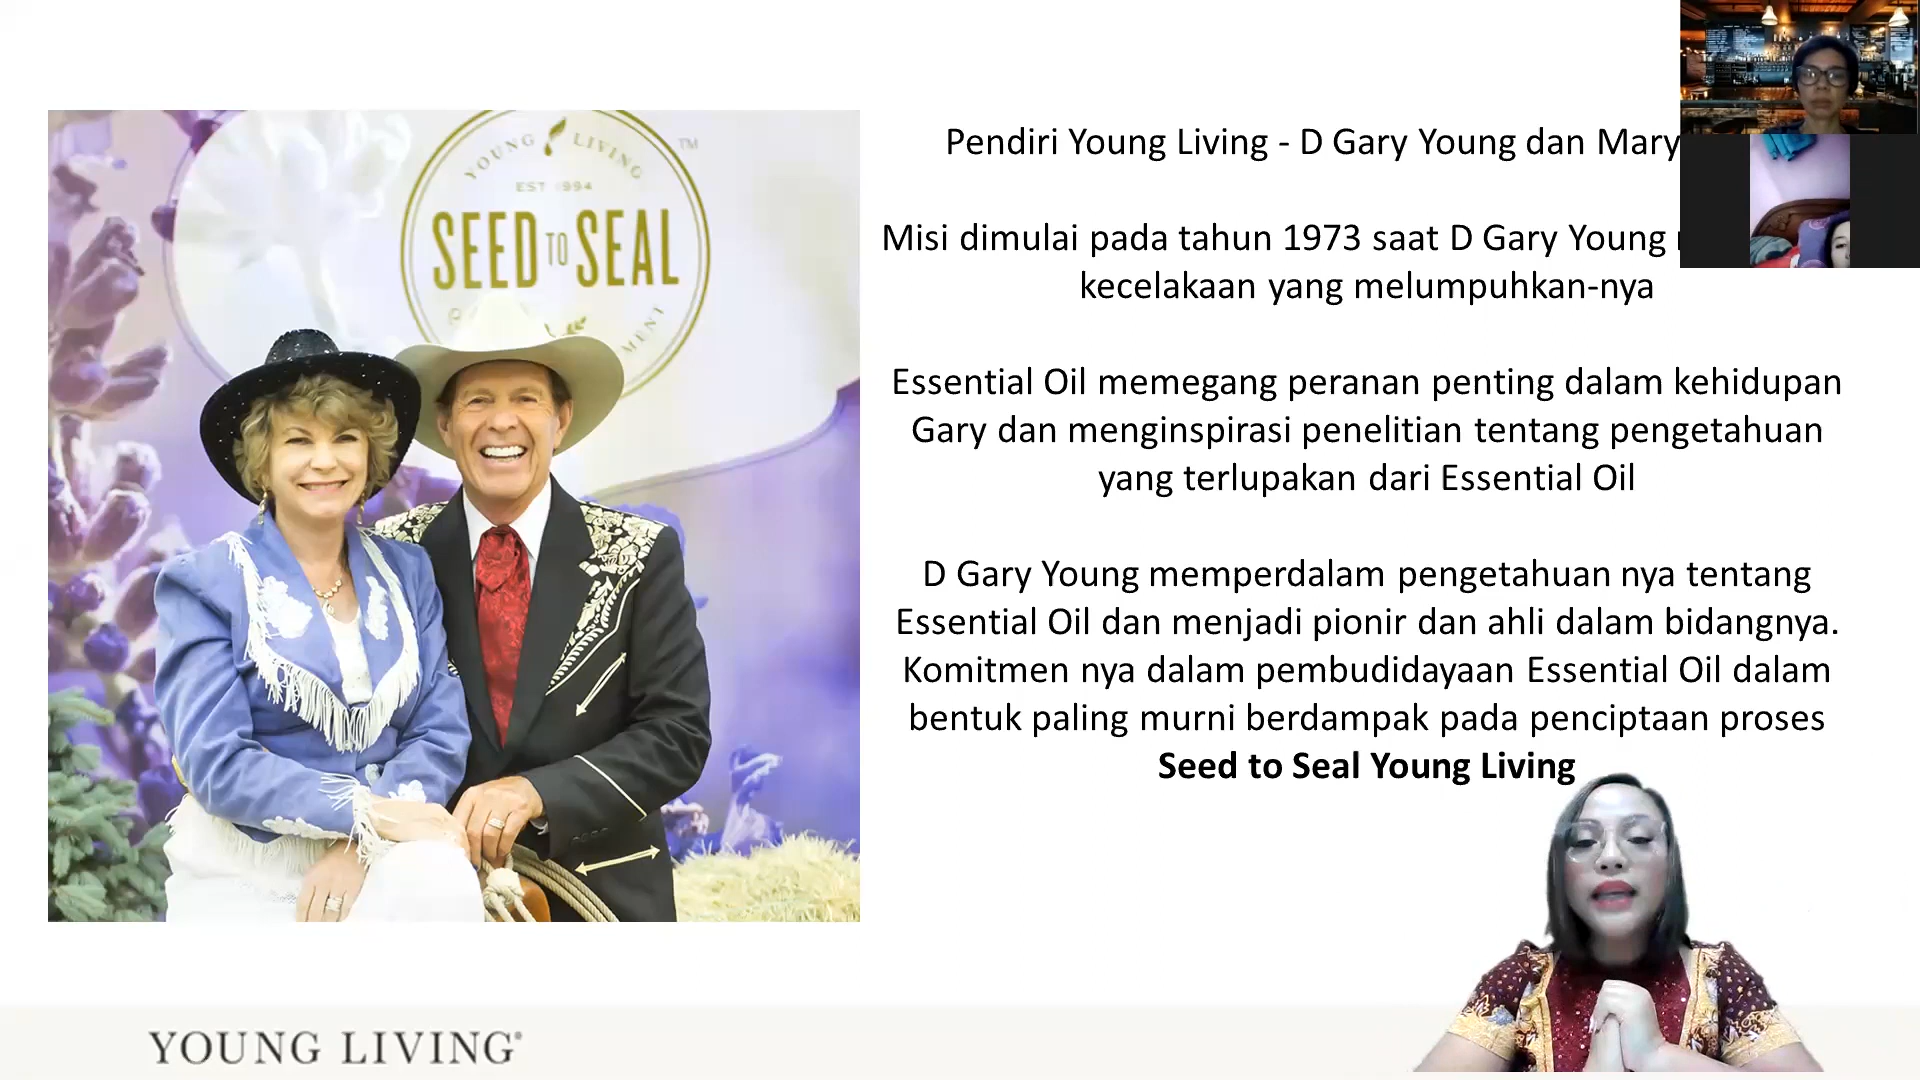 YOUNG LIVING
TM
EST 1994
SEED TO SEAL
MENT
Pendiri Young Living - D Gary Young dan Mary
Misi dimulai pada tahun 1973 saat D Gary Young
kecelakaan yang melumpuhkan-nya
Essential Oil memegang peranan penting dalam kehidupan
Gary dan menginspirasi penelitian tentang pengetahuan
yang terlupakan dari Essential Oil
D Gary Young memperdalam pengetahuan nya tentang
Essential Oil dan menjadi pionir dan ahli dalam bidangnya.
Komitmen nya dalam pembudidayaan Essential Oil dalam
bentuk paling murni berdampak pada penciptaan proses
Seed to Seal Young Living
YOUNG LIVING®